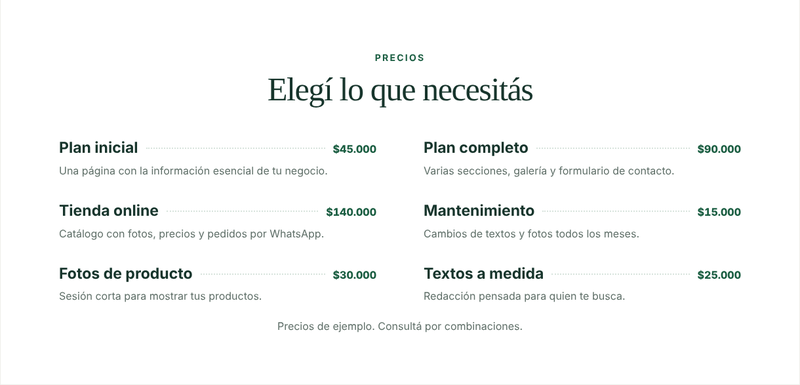 PRECIOS
Elegí lo que necesitás
Plan inicial $45.000
Una página con la información esencial de tu negocio.
Plan completo $90.000
Varias secciones, galería y formulario de contacto.
Tienda online $140.000
Catálogo con fotos, precios y pedidos por WhatsApp.
Mantenimiento $15.000
Cambios de textos y fotos todos los meses.
Fotos de producto $30.000
Sesión corta para mostrar tus productos.
Textos a medida $25.000
Redacción pensada para quien te busca.
Precios de ejemplo. Consultá por combinaciones.